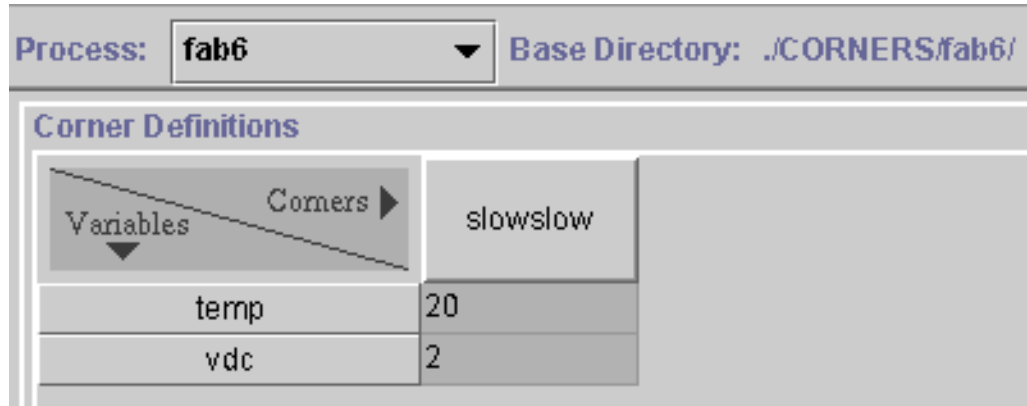 Process: fab6 Base Directory: ./CORNERS/fab6/
Corner Definitions
Corners
Variables
slowslow
temp 20
vdc 2